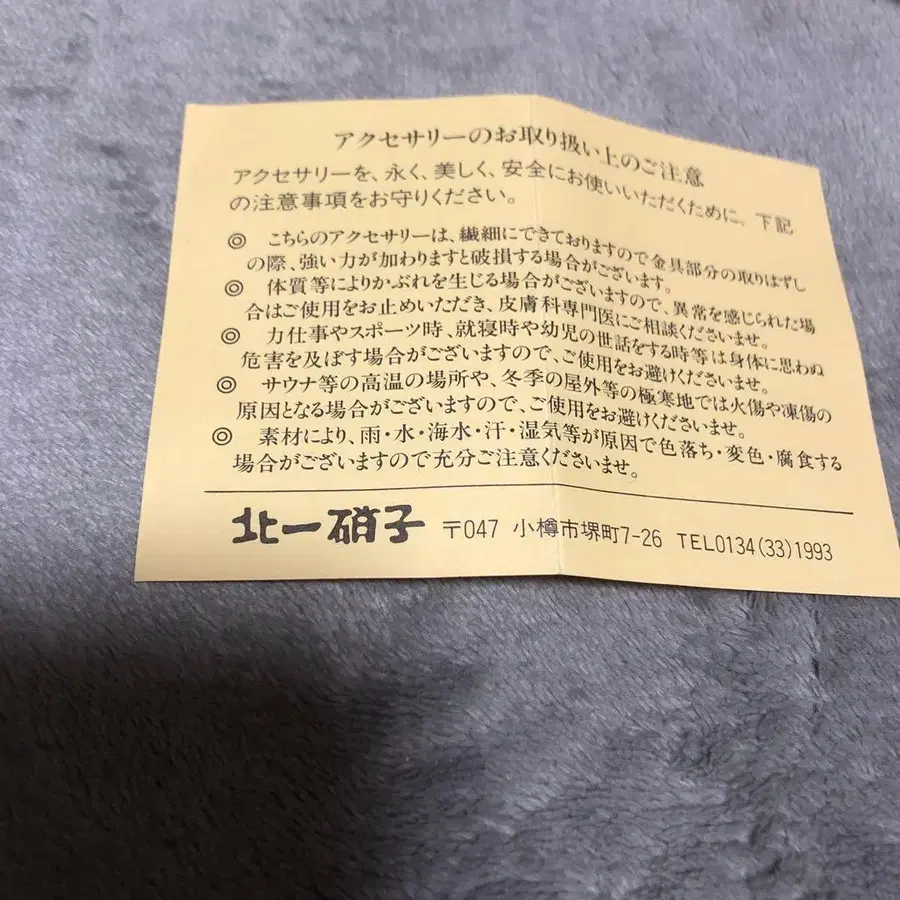 アクセサリーのお取り扱い上のご注意
アクセサリーを、永く、美しく、安全にお使いいただくために。下記
の注意事項をお守りください。
◎ こちらのアクセサリーは、繊細にできておりますので金具部分の取りはずし
の際、強い力が加わりますと破損する場合がございます。
◎ 体質等によりかぶれを生じる場合がございますので、異常を感じられた場
合はご使用をお止めいただき、皮膚科専門医にご相談くださいませ。
◎ 力仕事やスポーツ時、就寝時や幼児の世話をする時等は身体に思わぬ
危害を及ぼす場合がございますので、ご使用をお避けくださいませ。
◎ サウナ等の高温の場所や、冬季の屋外等の極寒地では火傷や凍傷の
原因となる場合がございますので、ご使用をお避けくださいませ。
◎ 素材により、雨・水・海水・汗・湿気等が原因で色落ち・変色・腐食する
場合がございますので充分ご注意くださいませ。
北一硝子 〒047 小樽市堺町7-26 TEL0134(33)1993